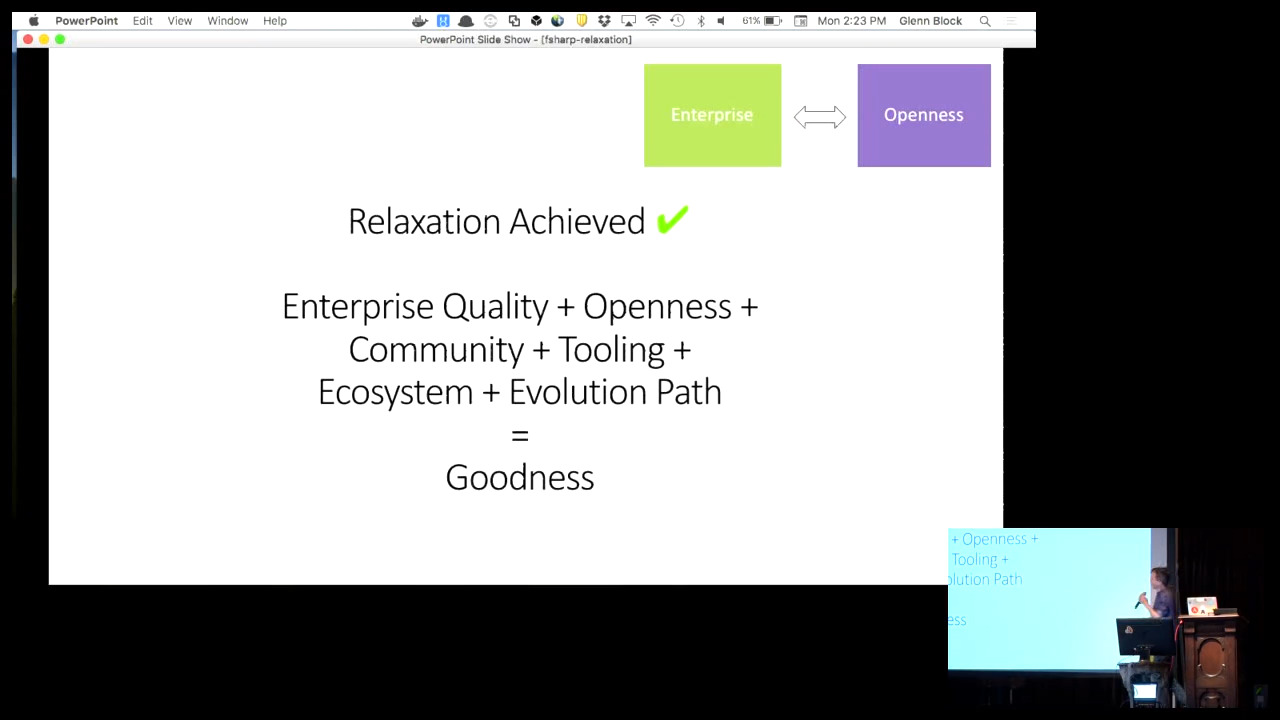 PowerPoint Edit View Window Help 61% Mon 2:23 PM Glenn Block
PowerPoint Slide Show - [fsharp-relaxation]
Enterprise Openness
Relaxation Achieved ✔
Enterprise Quality + Openness +
Community + Tooling +
Ecosystem + Evolution Path
=
Goodness
+ Openness +
Tooling +
olution Path
ess